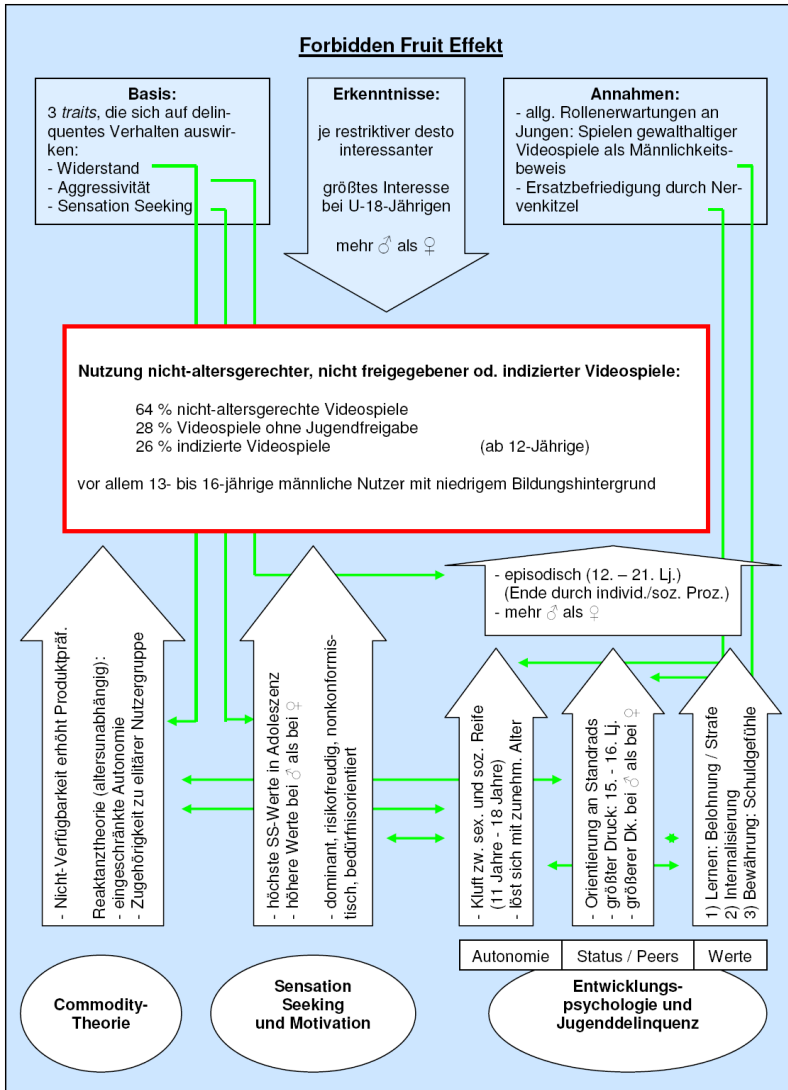 Forbidden Fruit Effekt
Basis:
3 traits, die sich auf delin-
quentes Verhalten auswir-
ken:
- Widerstand
- Aggressivität
- Sensation Seeking
Erkenntnisse:
je restriktiver desto
interessanter
größtes Interesse
bei U-18-Jährigen
mehr ♂ als ♀
Annahmen:
- allg. Rollenerwartungen an
Jungen: Spielen gewalthaltiger
Videospiele als Männlichkeits-
beweis
- Ersatzbefriedigung durch Ner-
venkitzel
Nutzung nicht-altersgerechter, nicht freigegebener od. indizierter Videospiele:
64 % nicht-altersgerechte Videospiele
28 % Videospiele ohne Jugendfreigabe
26 % indizierte Videospiele (ab 12-Jährige)
vor allem 13- bis 16-jährige männliche Nutzer mit niedrigem Bildungshintergrund
- Nicht-Verfügbarkeit erhöht Produktpräf.
Reaktanztheorie (altersunabhängig):
- eingeschränkte Autonomie
- Zugehörigkeit zu elitärer Nutzergruppe
- höchste SS-Werte in Adoleszenz
- höhere Werte bei ♂ als bei ♀
- dominant, risikofreudig, nonkonformis-
tisch, bedürfnisorientiert
- episodisch (12. – 21. Lj.)
(Ende durch individ./soz. Proz.)
- mehr ♂ als ♀
- Kluft zw. sex. und soz. Reife
(11 Jahre - 18 Jahre)
- löst sich mit zunehm. Alter
- Orientierung an Standrads
- größter Druck: 15. - 16. Lj.
- größerer Dk. bei ♂ als bei ♀
1) Lernen: Belohnung / Strafe
2) Internalisierung
3) Bewährung: Schuldgefühle
Autonomie
Status / Peers
Werte
Commodity-
Theorie
Sensation
Seeking
und Motivation
Entwicklungs-
psychologie und
Jugenddelinquenz